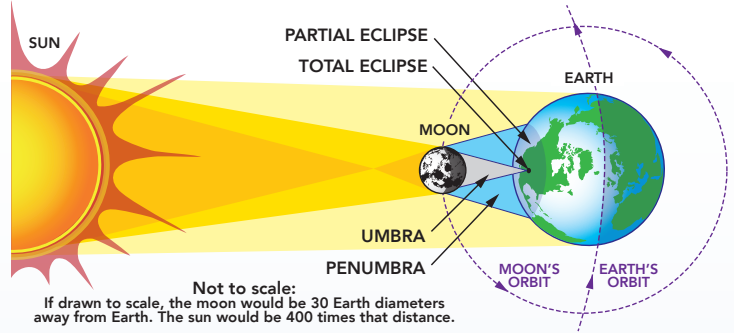 SUN
PARTIAL ECLIPSE
TOTAL ECLIPSE
EARTH
MOON
UMBRA
PENUMBRA
MOON'S
ORBIT
EARTH'S
ORBIT
Not to scale:
If drawn to scale, the moon would be 30 Earth diameters
away from Earth. The sun would be 400 times that distance.